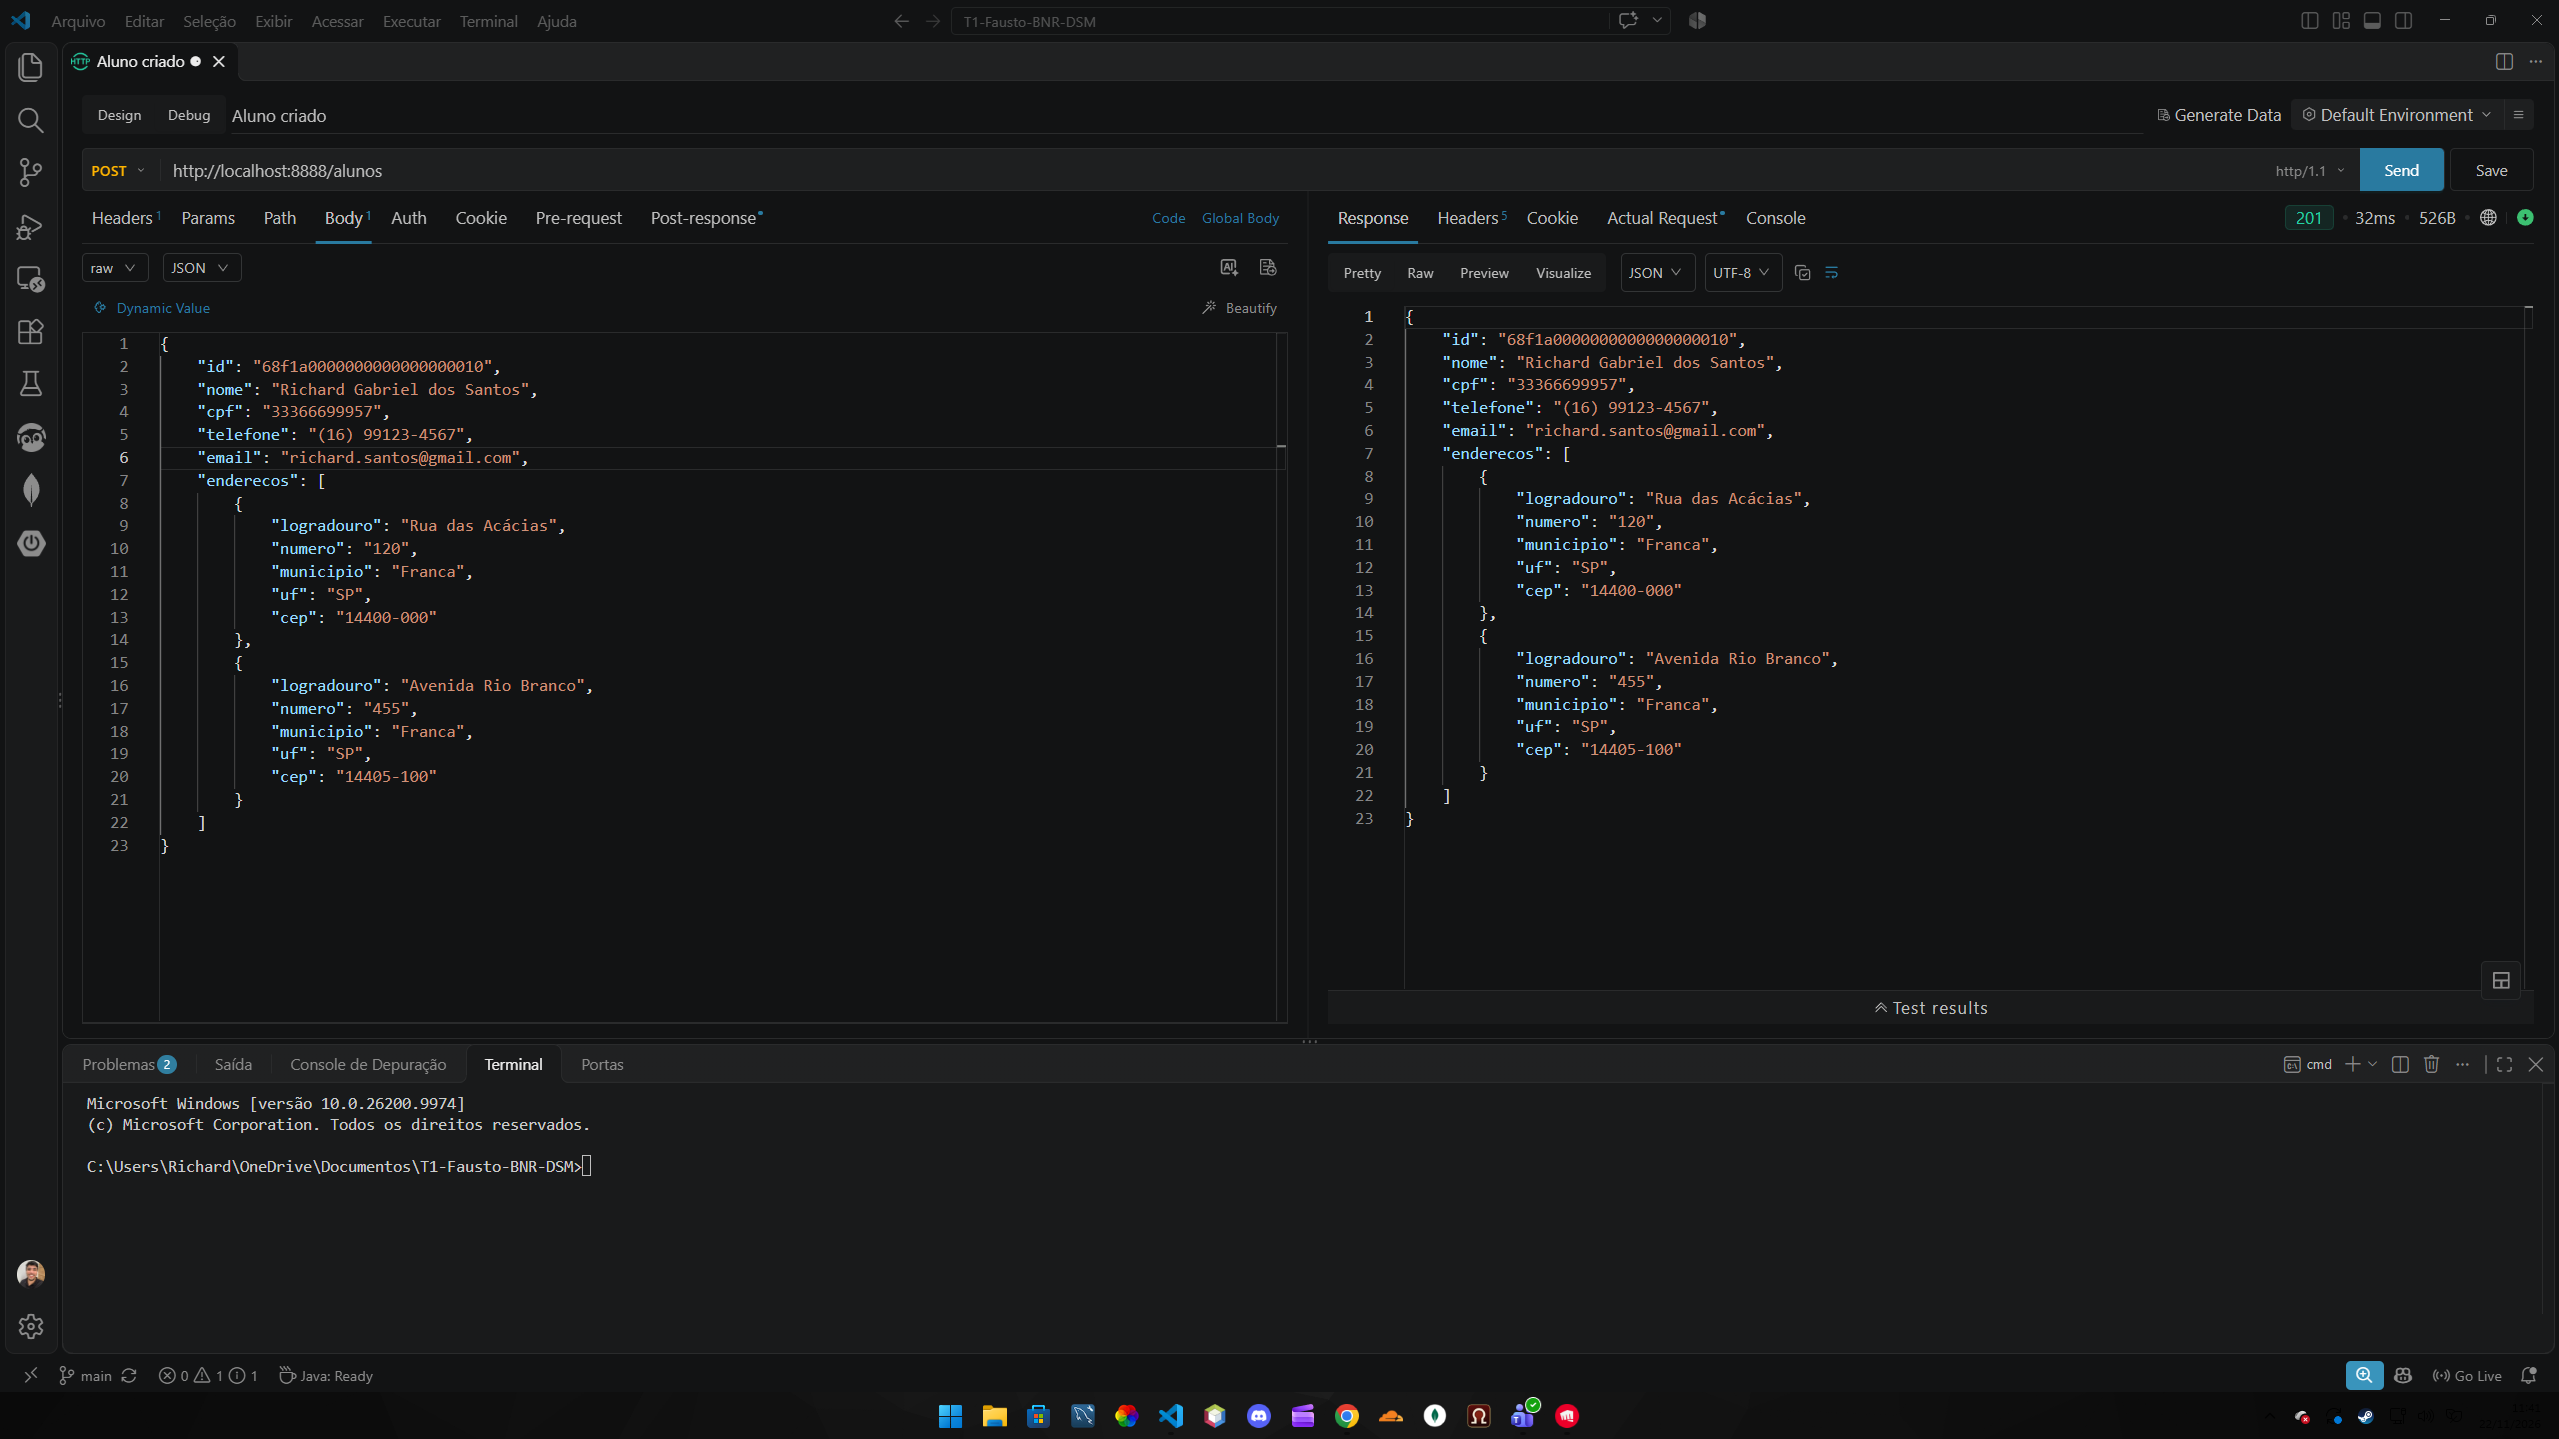 Arquivo Editar Seleção Exibir Acessar Executar Terminal Ajuda
T1-Fausto-BNR-DSM
HTTP Aluno criado
Design Debug Aluno criado
Generate Data Default Environment
POST http://localhost:8888/alunos http/1.1 Send Save
Headers 1 Params Path Body 1 Auth Cookie Pre-request Post-response Code Global Body
raw JSON
Dynamic Value Beautify
1 {
2 "id": "68f1a0000000000000000010",
3 "nome": "Richard Gabriel dos Santos",
4 "cpf": "33366699957",
5 "telefone": "(16) 99123-4567",
6 "email": "richard.santos@gmail.com",
7 "enderecos": [
8 {
9 "logradouro": "Rua das Acácias",
10 "numero": "120",
11 "municipio": "Franca",
12 "uf": "SP",
13 "cep": "14400-000"
14 },
15 {
16 "logradouro": "Avenida Rio Branco",
17 "numero": "455",
18 "municipio": "Franca",
19 "uf": "SP",
20 "cep": "14405-100"
21 }
22 ]
23 }
Response Headers 5 Cookie Actual Request Console 201 32ms 526B
Pretty Raw Preview Visualize JSON UTF-8
1 {
2 "id": "68f1a0000000000000000010",
3 "nome": "Richard Gabriel dos Santos",
4 "cpf": "33366699957",
5 "telefone": "(16) 99123-4567",
6 "email": "richard.santos@gmail.com",
7 "enderecos": [
8 {
9 "logradouro": "Rua das Acácias",
10 "numero": "120",
11 "municipio": "Franca",
12 "uf": "SP",
13 "cep": "14400-000"
14 },
15 {
16 "logradouro": "Avenida Rio Branco",
17 "numero": "455",
18 "municipio": "Franca",
19 "uf": "SP",
20 "cep": "14405-100"
21 }
22 ]
23 }
Test results
Problemas 2 Saída Console de Depuração Terminal Portas
cmd
Microsoft Windows [versão 10.0.26200.9974]
(c) Microsoft Corporation. Todos os direitos reservados.
C:\Users\Richard\OneDrive\Documentos\T1-Fausto-BNR-DSM>
main 0 1 1 Java: Ready
Go Live